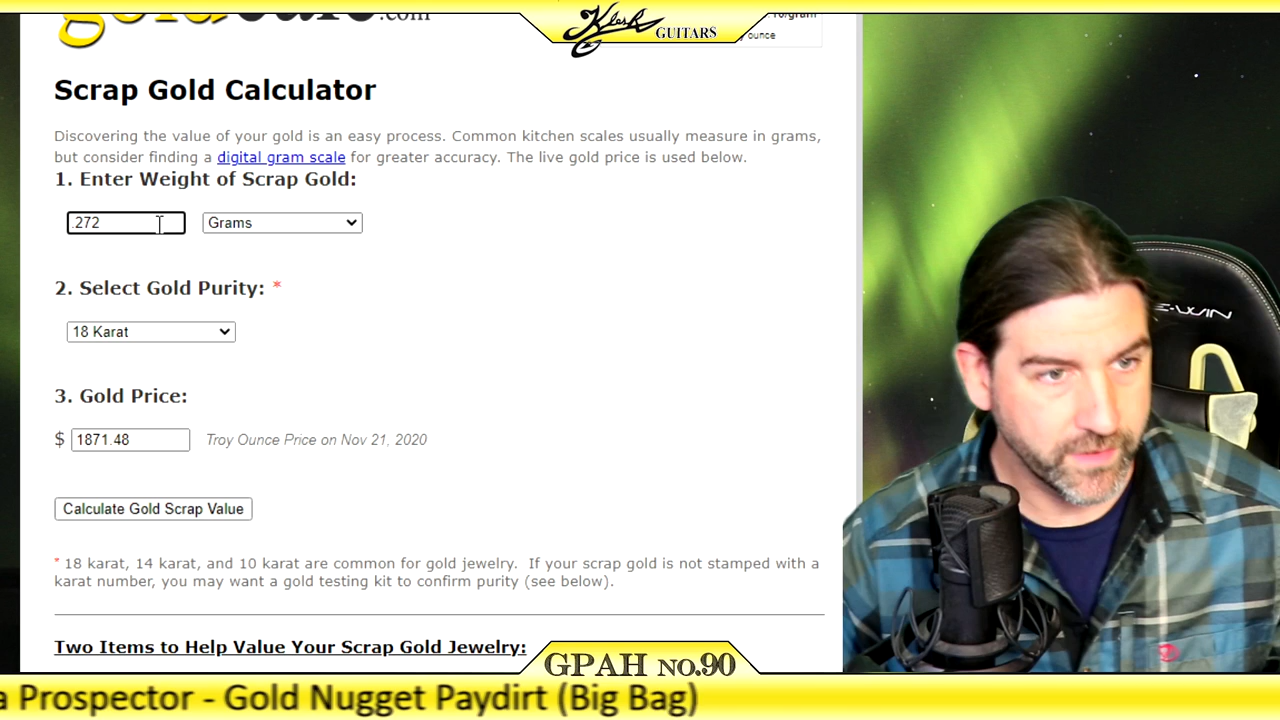 KlesR
GUITARS
ounce
Scrap Gold Calculator
Discovering the value of your gold is an easy process. Common kitchen scales usually measure in grams,
but consider finding a digital gram scale for greater accuracy. The live gold price is used below.
1. Enter Weight of Scrap Gold:
.272 Grams
2. Select Gold Purity: *
18 Karat
3. Gold Price:
$ 1871.48 Troy Ounce Price on Nov 21, 2020
Calculate Gold Scrap Value
* 18 karat, 14 karat, and 10 karat are common for gold jewelry. If your scrap gold is not stamped with a
karat number, you may want a gold testing kit to confirm purity (see below).
Two Items to Help Value Your Scrap Gold Jewelry:
E-WIN
GPAH NO.90
a Prospector - Gold Nugget Paydirt (Big Bag)